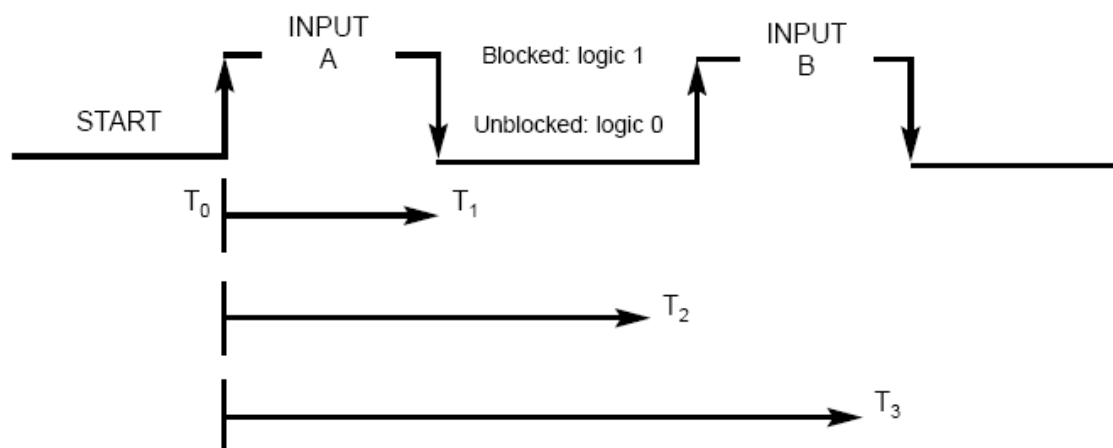 INPUT
A
Blocked: logic 1
INPUT
B
START
Unblocked: logic 0
T₀
T₁
T₂
T₃